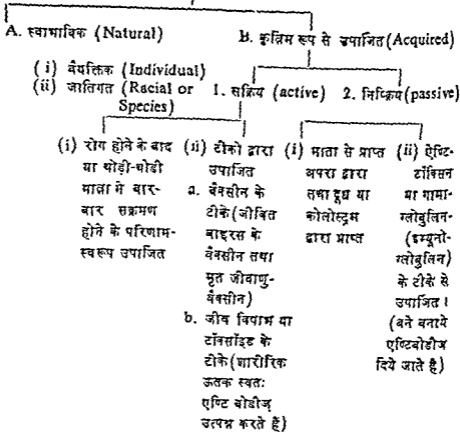 A. स्वाभाविक (Natural)
B. कृत्रिम रूप से उपार्जित (Acquired)
(i) वैयक्तिक (Individual)
(ii) जातिगत (Racial or
Species)
1. सक्रिय (active)
2. निष्क्रिय (passive)
(i) रोग होने के बाद
या थोड़ी-थोडी
मात्रा मे बार-
बार सक्रमण
होने के परिणाम-
स्वरूप उपार्जित
(ii) टीको द्वारा
उपार्जित
a. वैक्सीन के
टीके (जीवित
वाइरस के
वैक्सीन तथा
मृत जीवाणु-
वैक्सीन)
b. जीव विषाभ या
टॉक्साॅइड के
टीके (शारीरिक
ऊतक स्वतः
एण्टि बोडीज़
उत्पन्न करते हैं)
(i) माता से प्राप्त
अपरा द्वारा
तथा दूध या
कोलोस्ट्रम
द्वारा प्राप्त
(ii) ऐण्टि-
टॉक्सिन
या गामा-
ग्लोबुलिन-
(इम्यूनो-
ग्लोबुलिन)
के टीके से
उपार्जित।
(बने बनाये
एण्टिबोडीज
दिये जाते है)